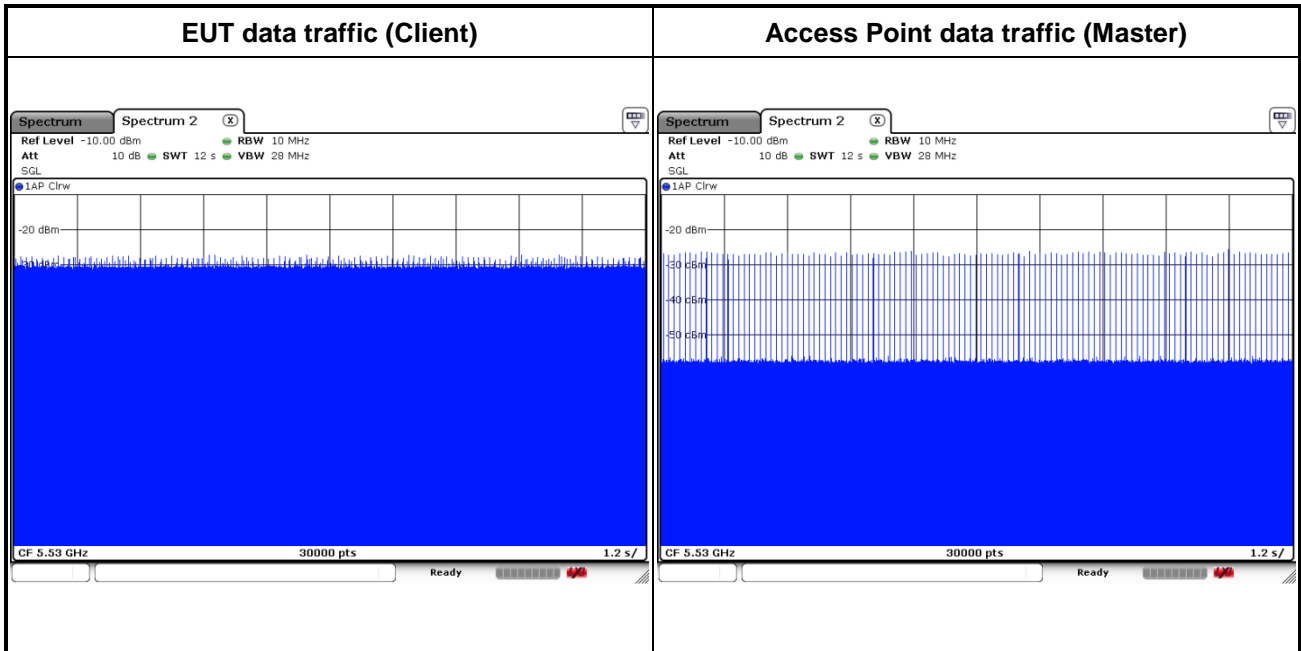 EUT data traffic (Client)
Access Point data traffic (Master)
Spectrum Spectrum 2 X
Ref Level -10.00 dBm RBW 10 MHz
Att 10 dB SWT 12 s VBW 28 MHz
SGL
1AP Clrw
-20 dBm
CF 5.53 GHz 30000 pts 1.2 s/
Ready
Spectrum Spectrum 2 X
Ref Level -10.00 dBm RBW 10 MHz
Att 10 dB SWT 12 s VBW 28 MHz
SGL
1AP Clrw
-20 dBm
-30 dBm
-40 dBm
-50 dBm
CF 5.53 GHz 30000 pts 1.2 s/
Ready